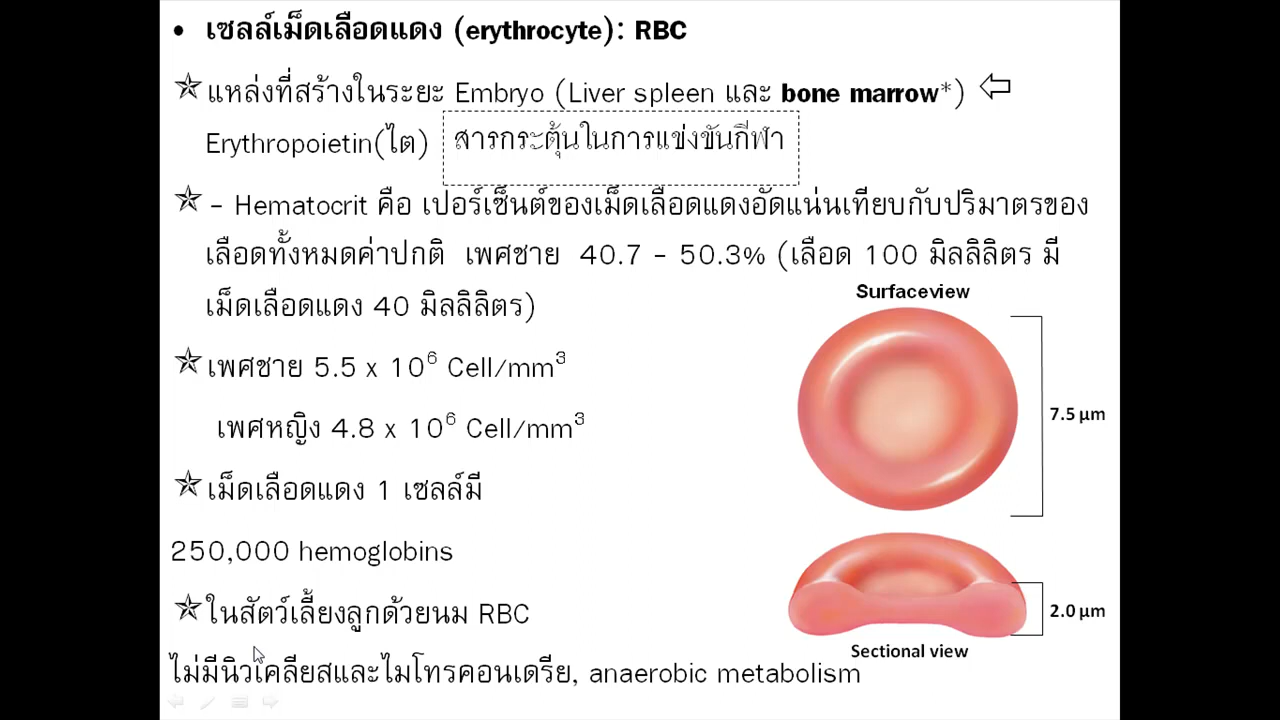 • เซลล์เม็ดเลือดแดง (erythrocyte): RBC
แหล่งที่สร้างในระยะ Embryo (Liver spleen และ bone marrow*) ⇦
Erythropoietin(ไต) สารกระตุ้นในการแข่งขันกีฬา
– Hematocrit คือ เปอร์เซ็นต์ของเม็ดเลือดแดงอัดแน่นเทียบกับปริมาตรของ
เลือดทั้งหมดค่าปกติ เพศชาย 40.7 – 50.3% (เลือด 100 มิลลิลิตร มี
เม็ดเลือดแดง 40 มิลลิลิตร)
เพศชาย 5.5 x 10⁶ Cell/mm³
เพศหญิง 4.8 x 10⁶ Cell/mm³
เม็ดเลือดแดง 1 เซลล์มี
250,000 hemoglobins
ในสัตว์เลี้ยงลูกด้วยนม RBC
ไม่มีนิวเคลียสและไมโทรคอนเดรีย, anaerobic metabolism
Surfaceview
7.5 µm
2.0 µm
Sectional view